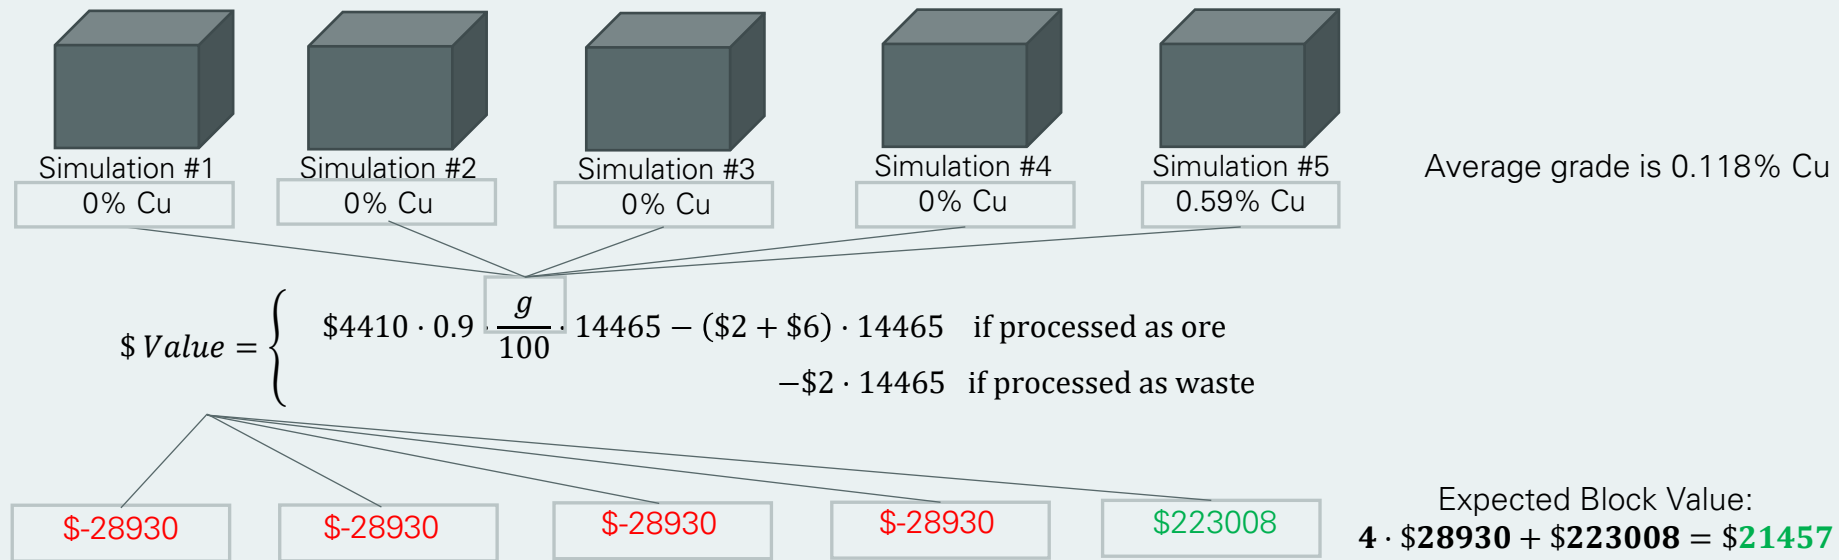 Simulation #1
0% Cu
Simulation #2
0% Cu
Simulation #3
0% Cu
Simulation #4
0% Cu
Simulation #5
0.59% Cu
Average grade is 0.118% Cu
$ Value = { $4410 · 0.9 · g/100 · 14465 − ($2 + $6) · 14465 if processed as ore
−$2 · 14465 if processed as waste
$-28930
$-28930
$-28930
$-28930
$223008
Expected Block Value:
4 · $28930 + $223008 = $21457